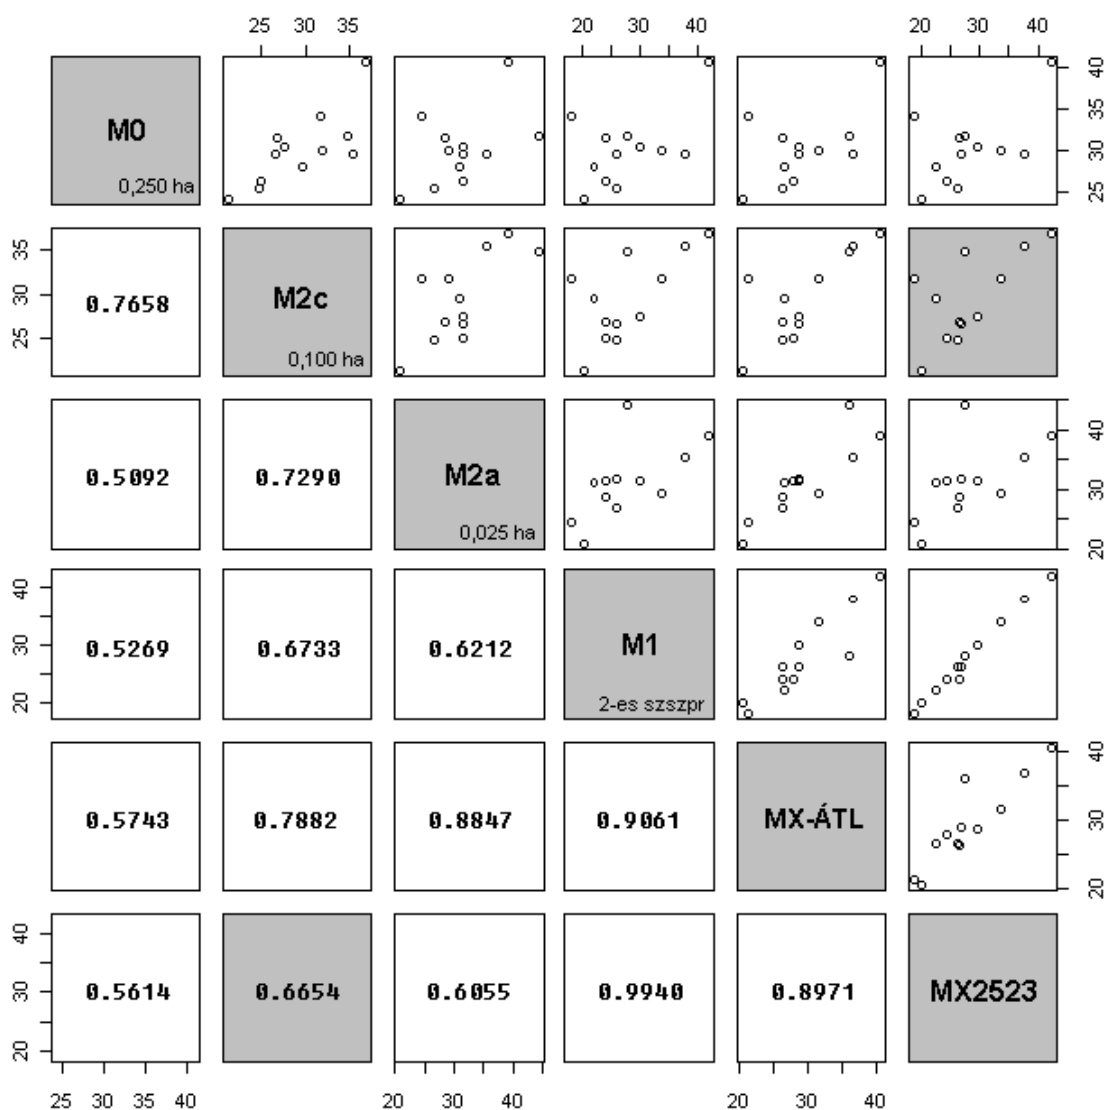 25 30 35 20 30 40 20 30 40
M0
0,250 ha
25 30 35 40
25 30 35
0.7658
M2c
0,100 ha
0.5092
0.7290
M2a
0,025 ha
20 30 40
20 30 40
0.5269
0.6733
0.6212
M1
2-es szszpr
0.5743
0.7882
0.8847
0.9061
MX-ÁTL
20 30 40
20 30 40
0.5614
0.6654
0.6055
0.9940
0.8971
MX2523
25 30 35 40 20 30 40 20 30 40